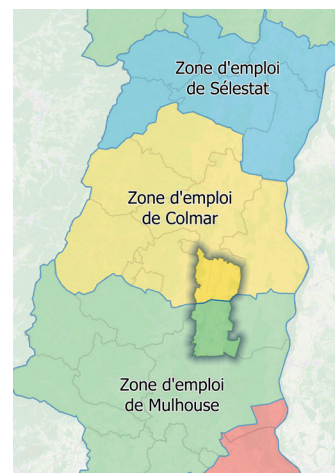 Zone d'emploi
de Sélestat
Zone d'emploi
de Colmar
Zone d'emploi
de Mulhouse